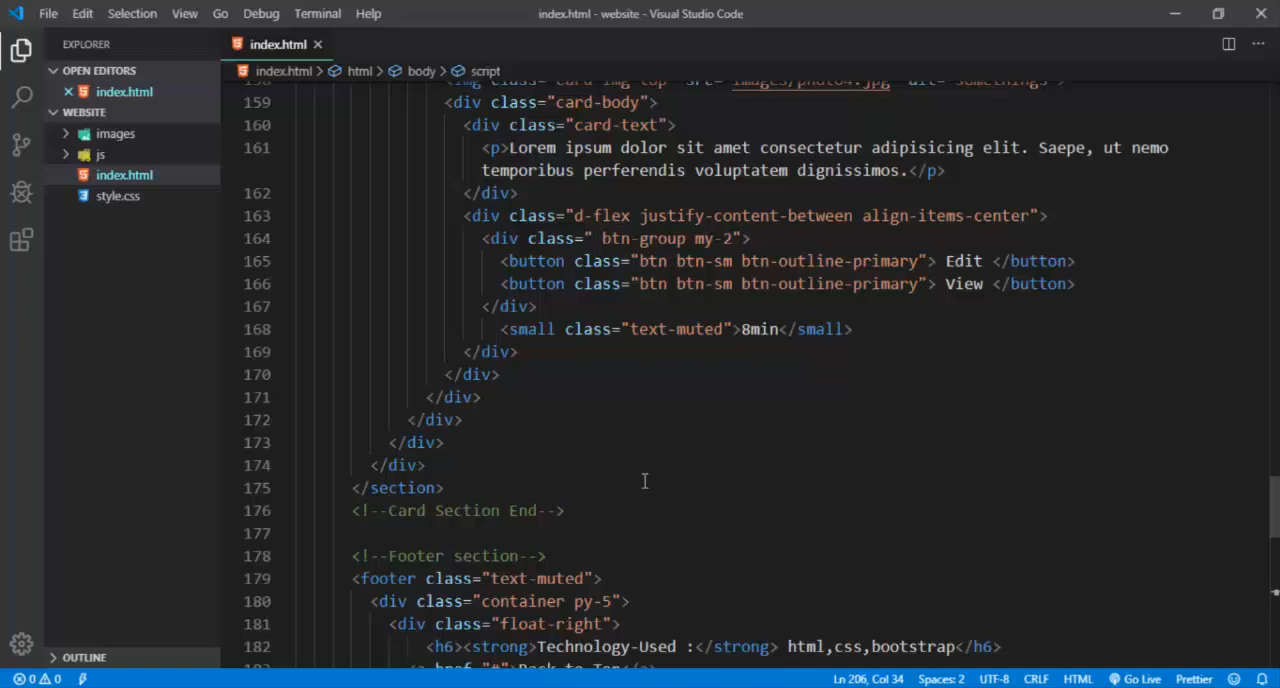 File Edit Selection View Go Debug Terminal Help
index.html - website - Visual Studio Code
EXPLORER
OPEN EDITORS
index.html
WEBSITE
images
js
index.html
style.css
OUTLINE
index.html
index.html > html > body > script
159 <div class="card-body">
160 <div class="card-text">
161 <p>Lorem ipsum dolor sit amet consectetur adipisicing elit. Saepe, ut nemo
temporibus perferendis voluptatem dignissimos.</p>
162 </div>
163 <div class="d-flex justify-content-between align-items-center">
164 <div class=" btn-group my-2">
165 <button class="btn btn-sm btn-outline-primary"> Edit </button>
166 <button class="btn btn-sm btn-outline-primary"> View </button>
167 </div>
168 <small class="text-muted">8min</small>
169 </div>
170 </div>
171 </div>
172 </div>
173 </div>
174 </div>
175 </section>
176 <!--Card Section End-->
177
178 <!--Footer section-->
179 <footer class="text-muted">
180 <div class="container py-5">
181 <div class="float-right">
182 <h6><strong>Technology-Used :</strong> html,css,bootstrap</h6>
0 0
Ln 206, Col 34 Spaces: 2 UTF-8 CRLF HTML Go Live Prettier